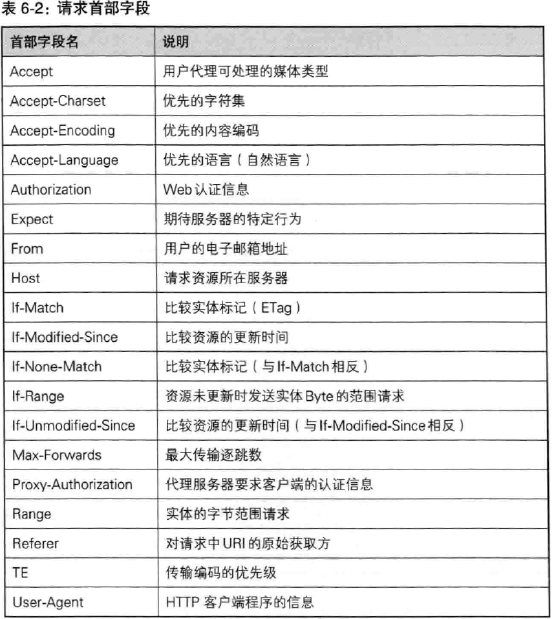 表 6-2：请求首部字段
首部字段名 说明
Accept 用户代理可处理的媒体类型
Accept-Charset 优先的字符集
Accept-Encoding 优先的内容编码
Accept-Language 优先的语言（自然语言）
Authorization Web认证信息
Expect 期待服务器的特定行为
From 用户的电子邮箱地址
Host 请求资源所在服务器
If-Match 比较实体标记（ETag）
If-Modified-Since 比较资源的更新时间
If-None-Match 比较实体标记（与If-Match相反）
If-Range 资源未更新时发送实体Byte的范围请求
If-Unmodified-Since 比较资源的更新时间（与If-Modified-Since相反）
Max-Forwards 最大传输逐跳数
Proxy-Authorization 代理服务器要求客户端的认证信息
Range 实体的字节范围请求
Referer 对请求中URI的原始获取方
TE 传输编码的优先级
User-Agent HTTP 客户端程序的信息